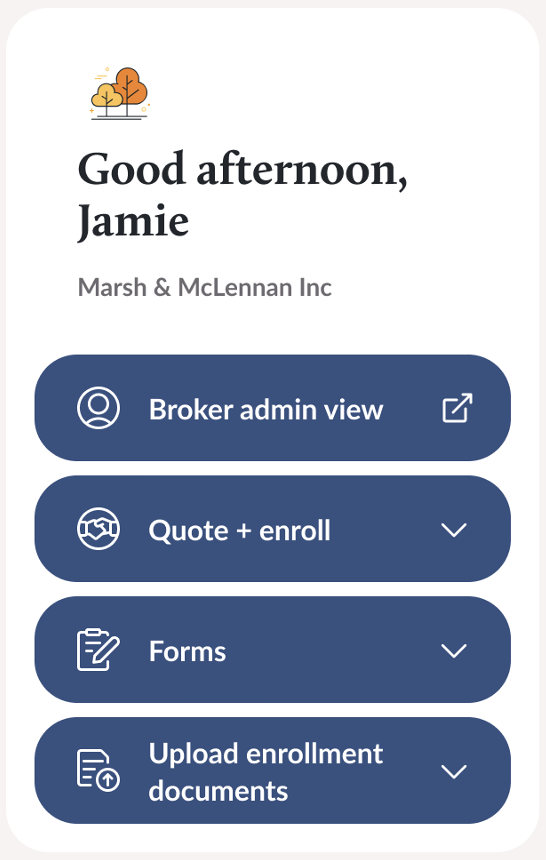 Good afternoon,
Jamie
Marsh & McLennan Inc
Broker admin view
Quote + enroll
Forms
Upload enrollment
documents